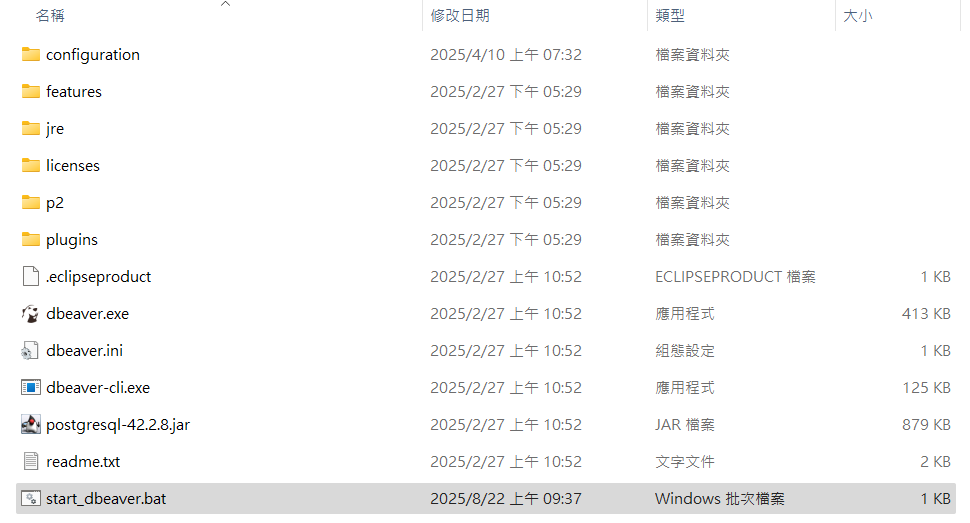 名稱 修改日期 類型 大小
configuration 2025/4/10 上午 07:32 檔案資料夾
features 2025/2/27 下午 05:29 檔案資料夾
jre 2025/2/27 下午 05:29 檔案資料夾
licenses 2025/2/27 下午 05:29 檔案資料夾
p2 2025/2/27 下午 05:29 檔案資料夾
plugins 2025/2/27 下午 05:29 檔案資料夾
.eclipseproduct 2025/2/27 上午 10:52 ECLIPSEPRODUCT 檔案 1 KB
dbeaver.exe 2025/2/27 上午 10:52 應用程式 413 KB
dbeaver.ini 2025/2/27 上午 10:52 組態設定 1 KB
dbeaver-cli.exe 2025/2/27 上午 10:52 應用程式 125 KB
postgresql-42.2.8.jar 2025/2/27 上午 10:52 JAR 檔案 879 KB
readme.txt 2025/2/27 上午 10:52 文字文件 2 KB
start_dbeaver.bat 2025/8/22 上午 09:37 Windows 批次檔案 1 KB